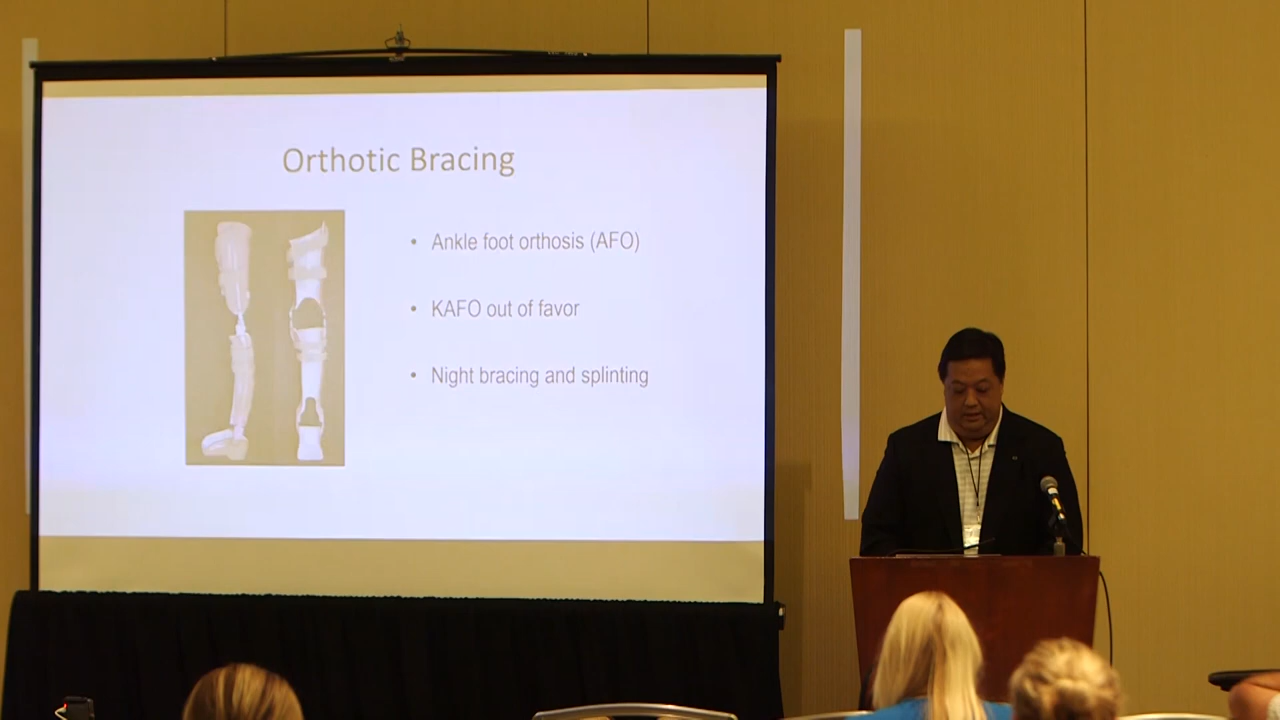 Orthotic Bracing
• Ankle foot orthosis (AFO)
• KAFO out of favor
• Night bracing and splinting